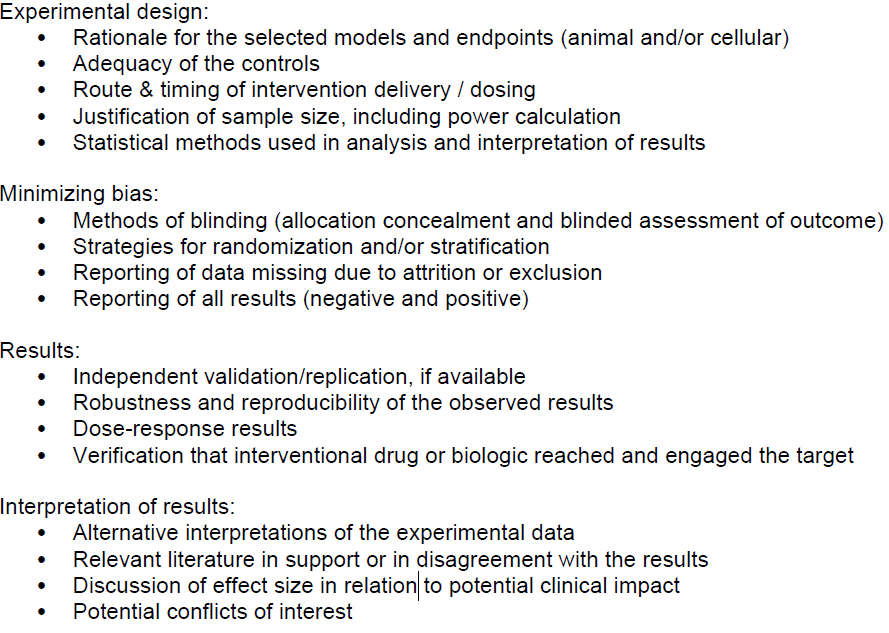 Experimental design:
• Rationale for the selected models and endpoints (animal and/or cellular)
• Adequacy of the controls
• Route & timing of intervention delivery / dosing
• Justification of sample size, including power calculation
• Statistical methods used in analysis and interpretation of results
Minimizing bias:
• Methods of blinding (allocation concealment and blinded assessment of outcome)
• Strategies for randomization and/or stratification
• Reporting of data missing due to attrition or exclusion
• Reporting of all results (negative and positive)
Results:
• Independent validation/replication, if available
• Robustness and reproducibility of the observed results
• Dose-response results
• Verification that interventional drug or biologic reached and engaged the target
Interpretation of results:
• Alternative interpretations of the experimental data
• Relevant literature in support or in disagreement with the results
• Discussion of effect size in relation to potential clinical impact
• Potential conflicts of interest